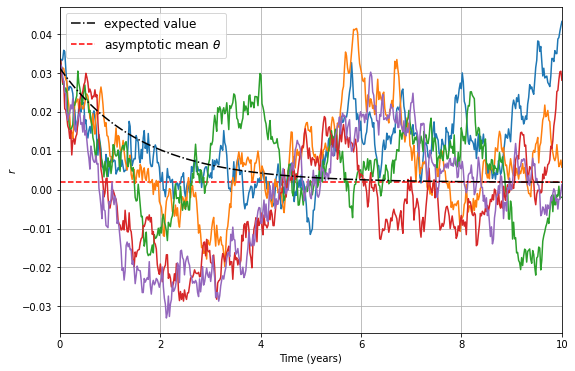 expected value
asymptotic mean θ
0.04
0.03
0.02
0.01
0.00
−0.01
−0.02
−0.03
r
0 2 4 6 8 10
Time (years)